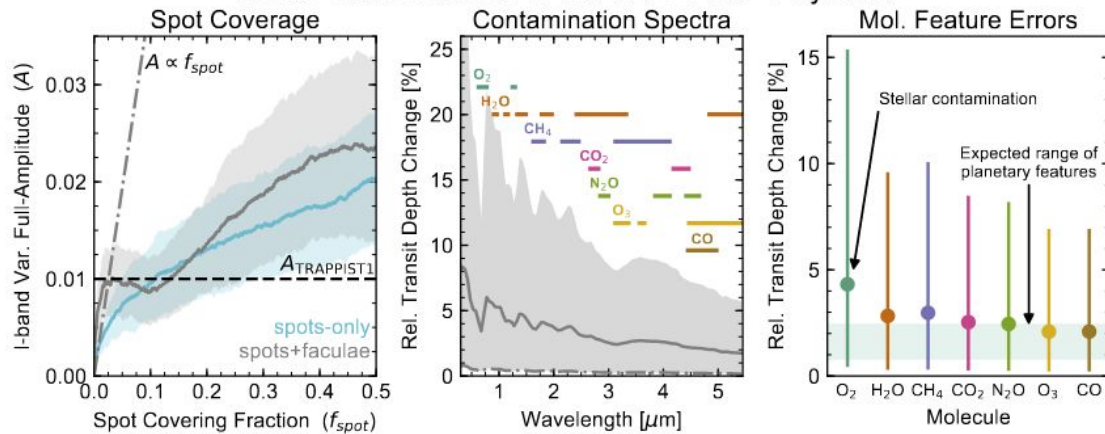 Spot Coverage
I-band Var. Full-Amplitude (A)
0.03
0.02
0.01
0.00
A ∝ f_spot
A_TRAPPIST1
spots-only
spots+faculae
0.0 0.1 0.2 0.3 0.4 0.5
Spot Covering Fraction (f_spot)
Contamination Spectra
Rel. Transit Depth Change [%]
25
20
15
10
5
0
O₂
H₂O
CH₄
CO₂
N₂O
O₃
CO
1 2 3 4 5
Wavelength [μm]
Mol. Feature Errors
Rel. Transit Depth Change [%]
15
10
5
0
Stellar contamination
Expected range of
planetary features
O₂ H₂O CH₄ CO₂ N₂O O₃ CO
Molecule